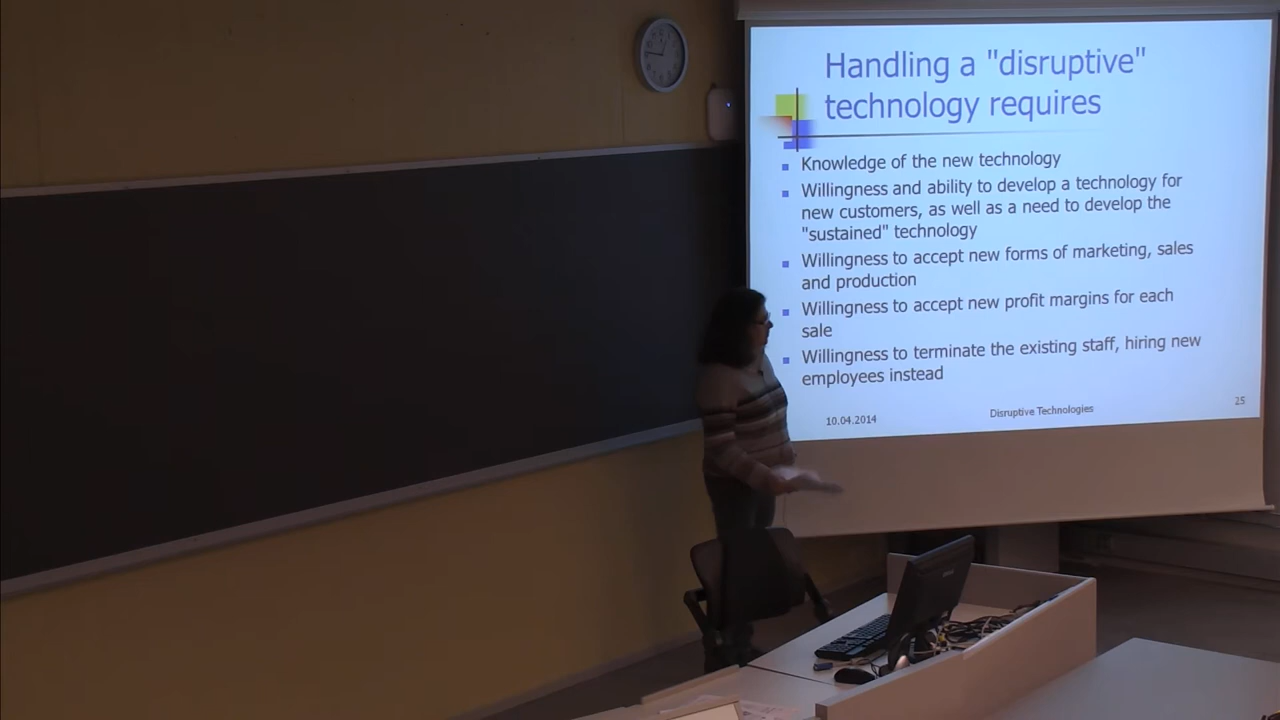 Handling a "disruptive"
technology requires
Knowledge of the new technology
Willingness and ability to develop a technology for
new customers, as well as a need to develop the
"sustained" technology
Willingness to accept new forms of marketing, sales
and production
Willingness to accept new profit margins for each
sale
Willingness to terminate the existing staff, hiring new
employees instead
10.04.2014
Disruptive Technologies
25